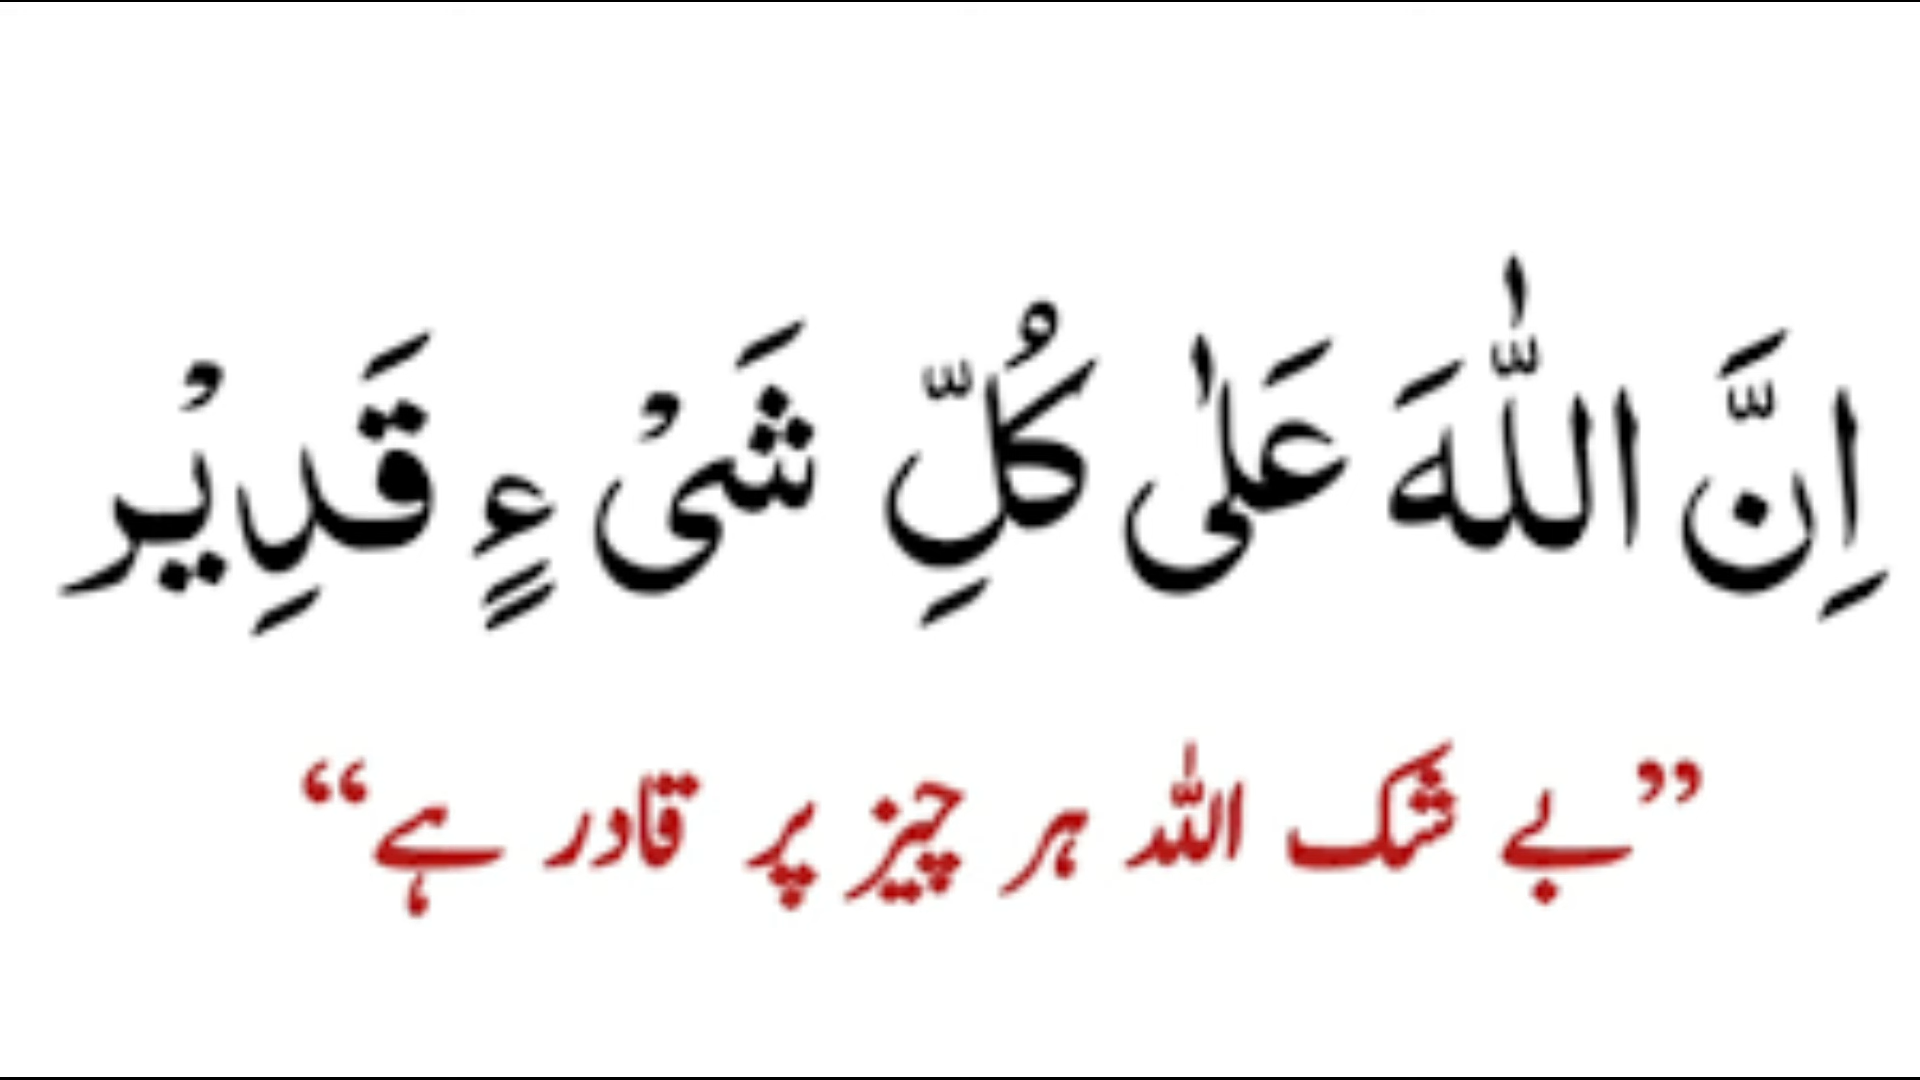 اِنَّ اللّٰهَ عَلٰى كُلِّ شَىْءٍ قَدِيْر
”بے شک اللہ ہر چیز پر قادر ہے“